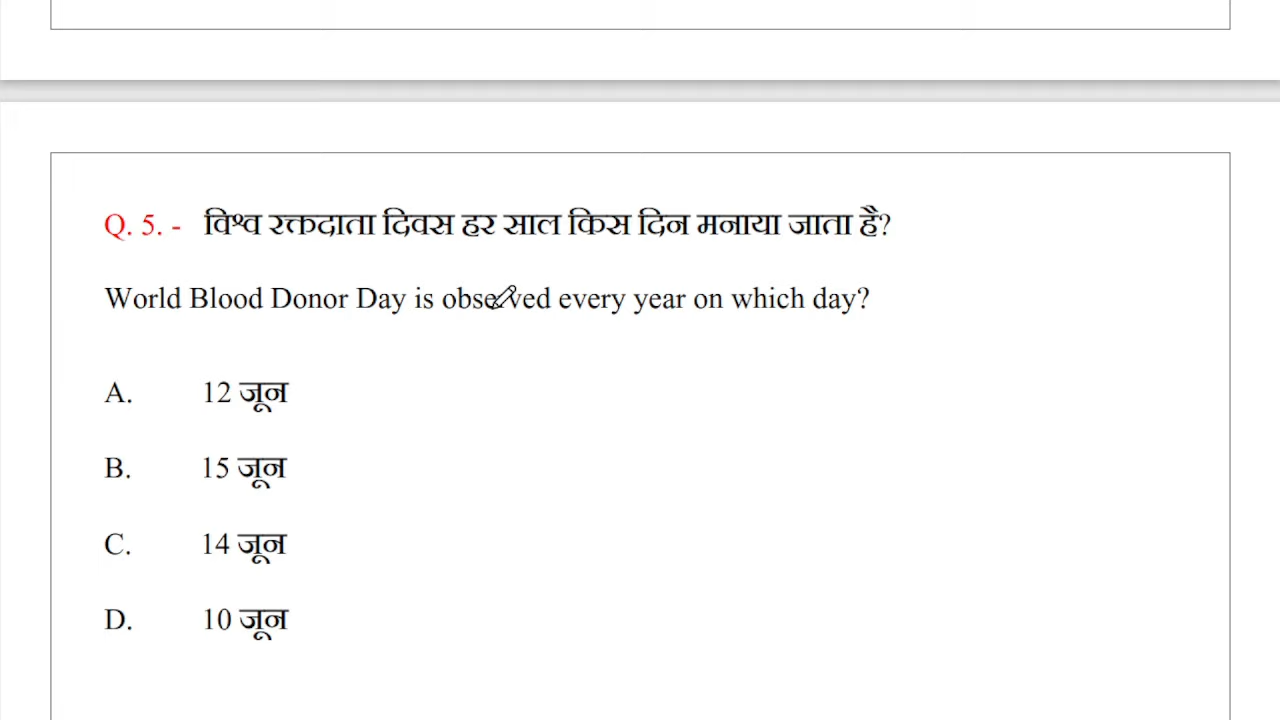 Q. 5. - विश्व रक्तदाता दिवस हर साल किस दिन मनाया जाता है?
World Blood Donor Day is observed every year on which day?
A. 12 जून
B. 15 जून
C. 14 जून
D. 10 जून